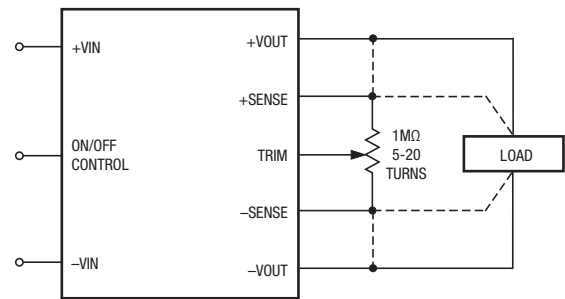 +VIN
ON/OFF
CONTROL
–VIN
+VOUT
+SENSE
TRIM
–SENSE
–VOUT
1MΩ
5-20
TURNS
LOAD